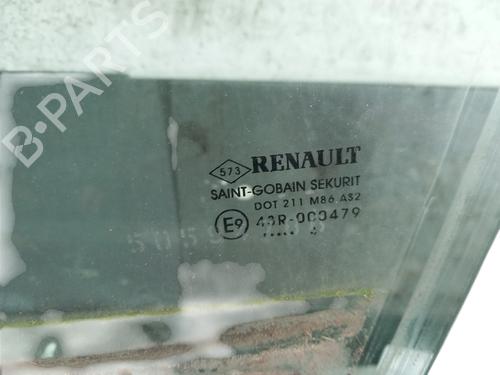 B-PARTS
573 RENAULT
SAINT-GOBAIN SEKURIT
DOT 211 M86 AS2
E9 43R-000479